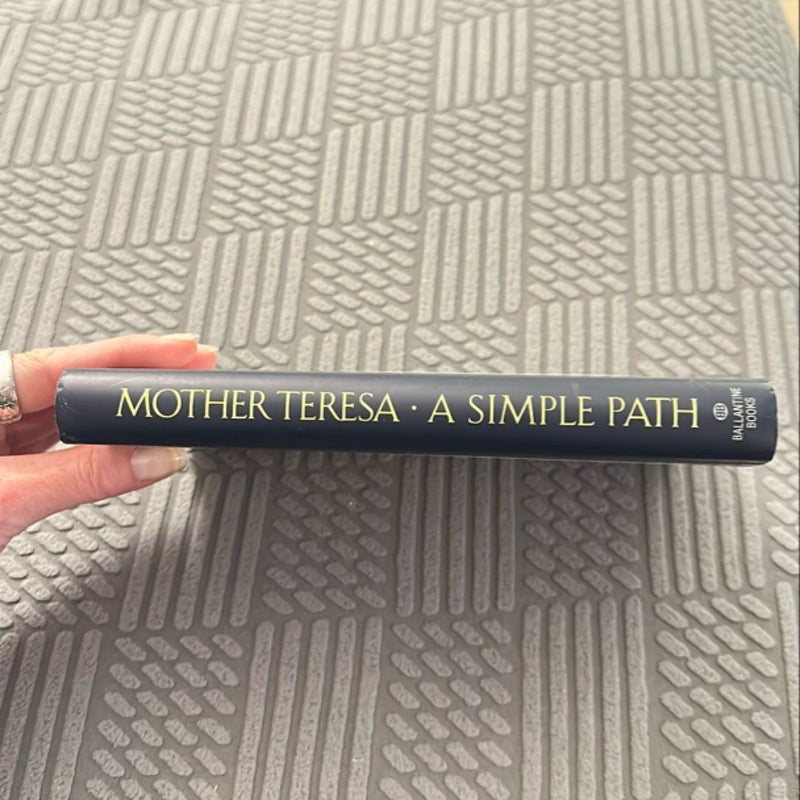 MOTHER TERESA · A SIMPLE PATH
BALLANTINE
BOOKS